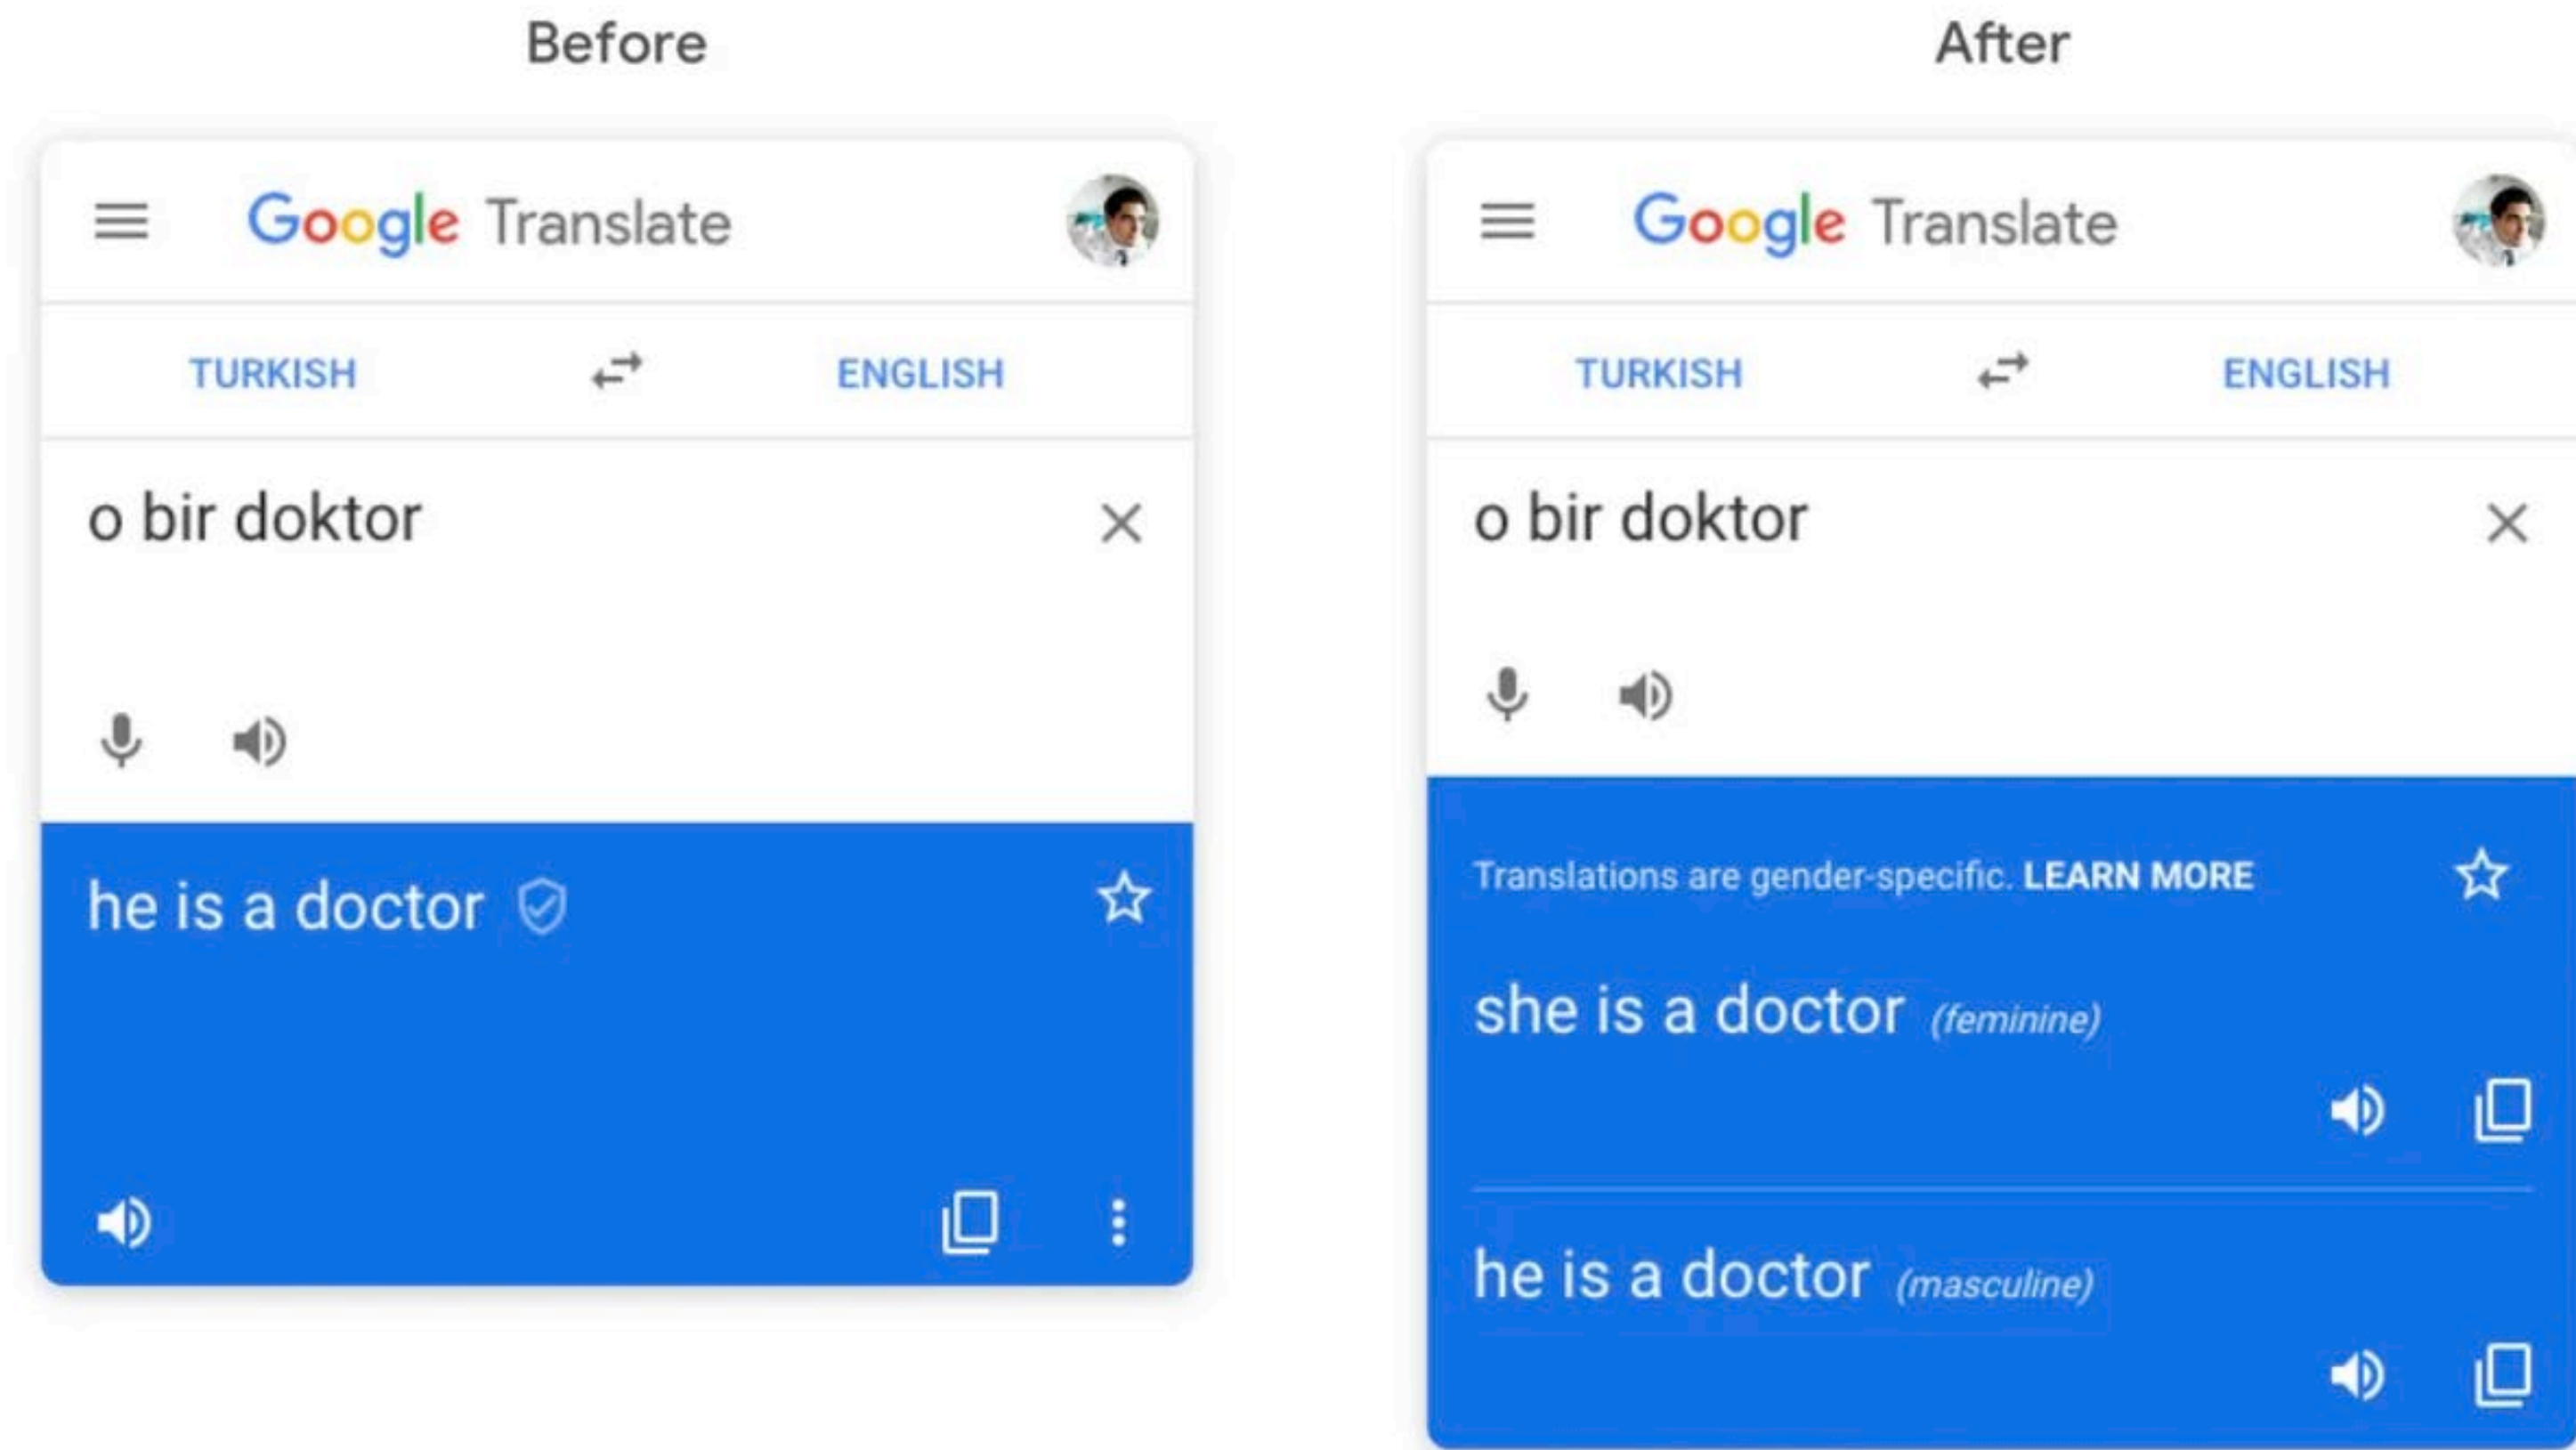 Before
Google Translate
TURKISH ENGLISH
o bir doktor
he is a doctor
After
Google Translate
TURKISH ENGLISH
o bir doktor
Translations are gender-specific. LEARN MORE
she is a doctor (feminine)
he is a doctor (masculine)